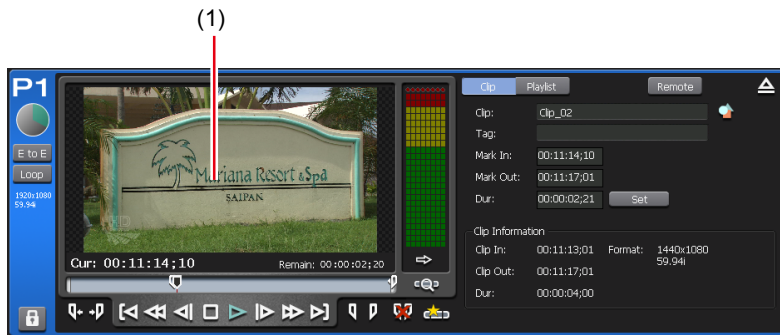 (1)
P1
E to E
Loop
1920x1080
59.94i
Mariana Resort & Spa
SAIPAN
Cur: 00:11:14;10
Remain: 00:00:02;20
Clip
Playlist
Remote
Clip:
Clip_02
Tag:
Mark In:
00:11:14;10
Mark Out:
00:11:17;01
Dur:
00:00:02;21
Set
Clip Information
Clip In:
00:11:13;01
Format:
1440x1080
59.94i
Clip Out:
00:11:17;01
Dur:
00:00:04;00